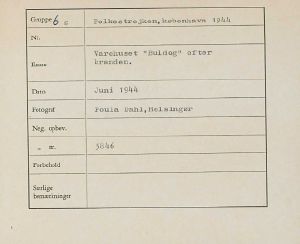 Gruppe 6 c Folkestrejken, København 1944
Nr.
Emne Varehuset "Buldog" efter
branden.
Dato Juni 1944
Fotograf Poula Dahl, Helsingør
Neg. opbev.
" nr. 3846
Forbehold
Særlige
bemærkninger